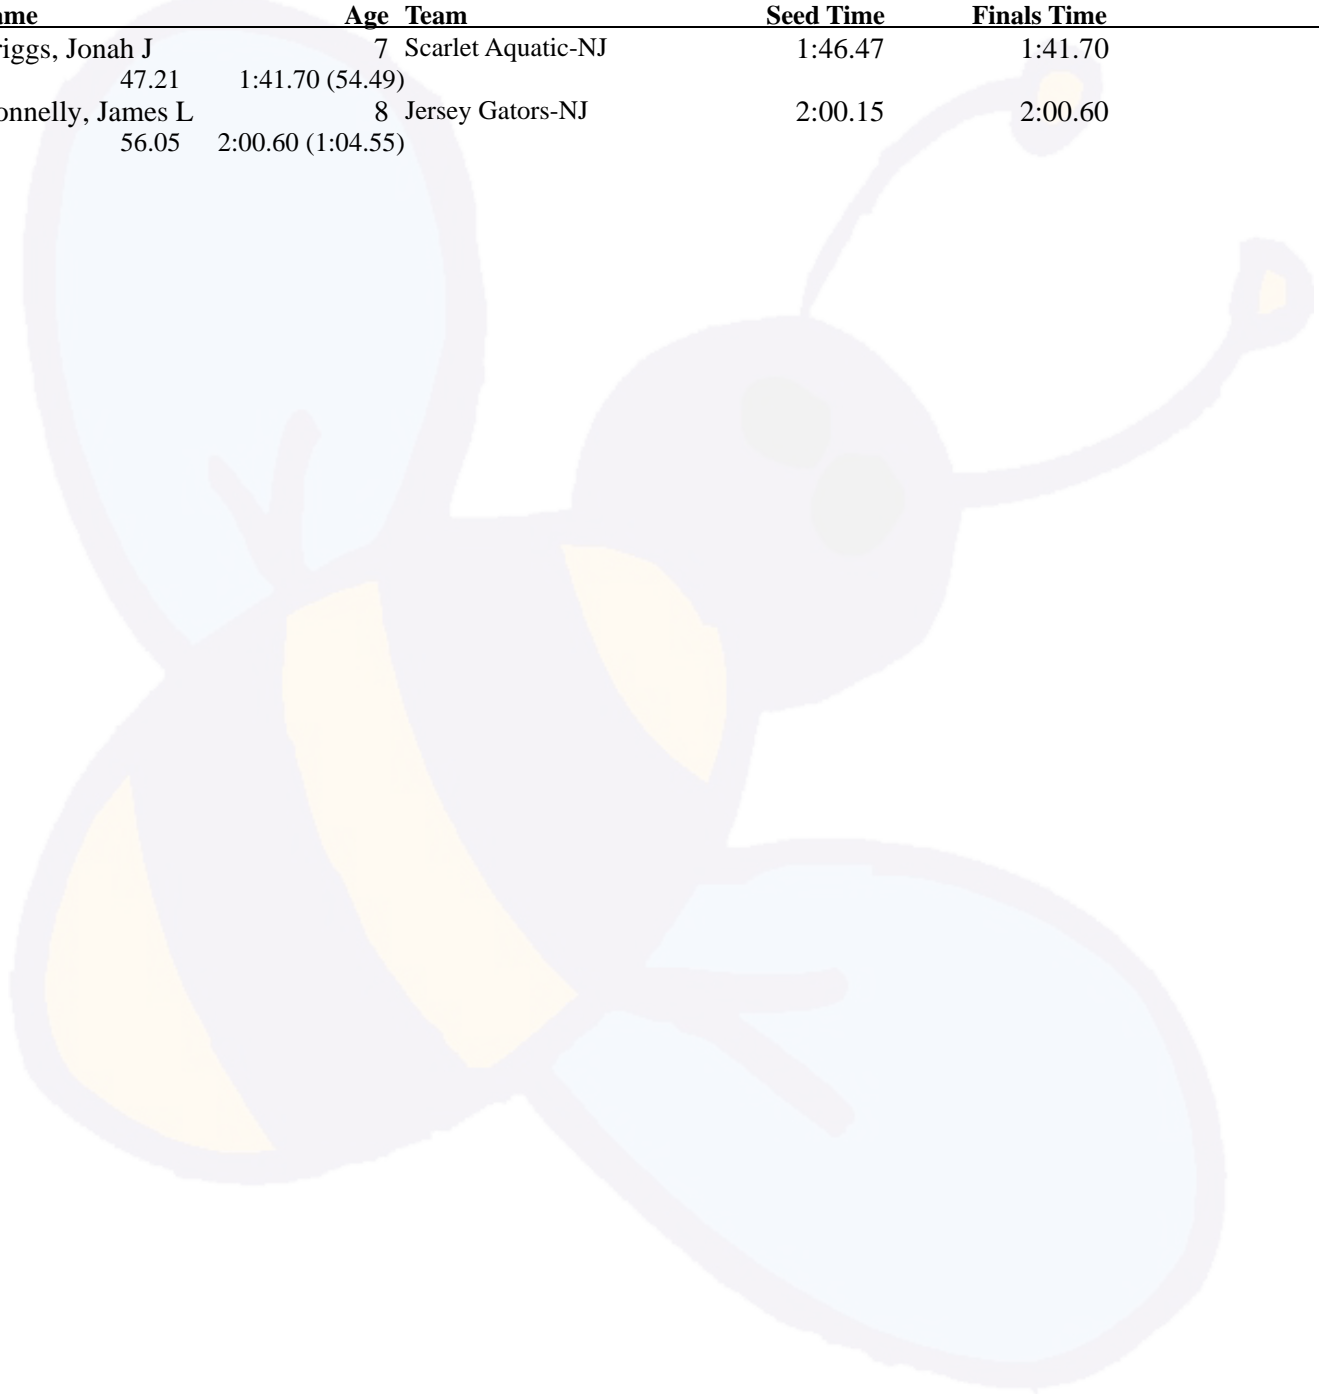 ame Age Team Seed Time Finals Time
riggs, Jonah J 7 Scarlet Aquatic-NJ 1:46.47 1:41.70
47.21 1:41.70 (54.49)
onnelly, James L 8 Jersey Gators-NJ 2:00.15 2:00.60
56.05 2:00.60 (1:04.55)